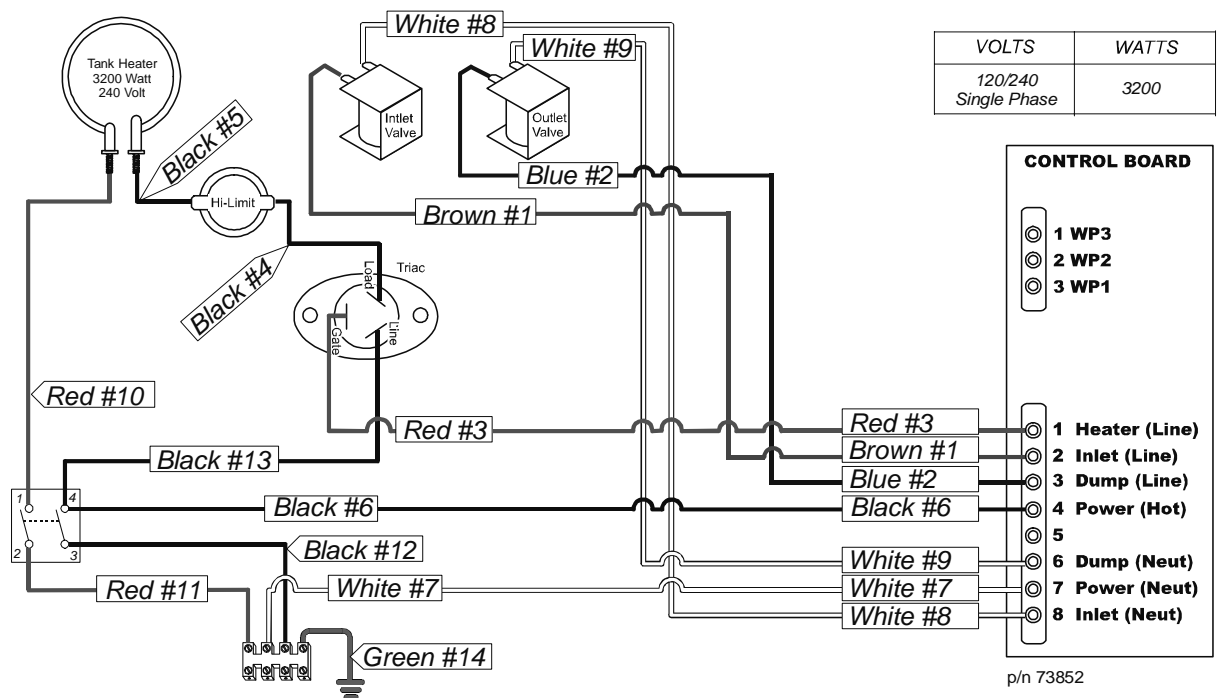 White #8
White #9
VOLTS WATTS
120/240
Single Phase
3200
Tank Heater
3200 Watt
240 Volt
Intlet
Valve
Outlet
Valve
Black #5
Hi-Limit
Blue #2
Brown #1
Black #4
Load
Triac
Line
Gate
CONTROL BOARD
1 WP3
2 WP2
3 WP1
Red #10
Red #3
Red #3
1 Heater (Line)
Black #13
Brown #1
2 Inlet (Line)
Blue #2
3 Dump (Line)
1
4
Black #6
Black #6
4 Power (Hot)
5
2
3
Black #12
White #9
6 Dump (Neut)
Red #11
White #7
White #7
7 Power (Neut)
White #8
8 Inlet (Neut)
Green #14
p/n 73852